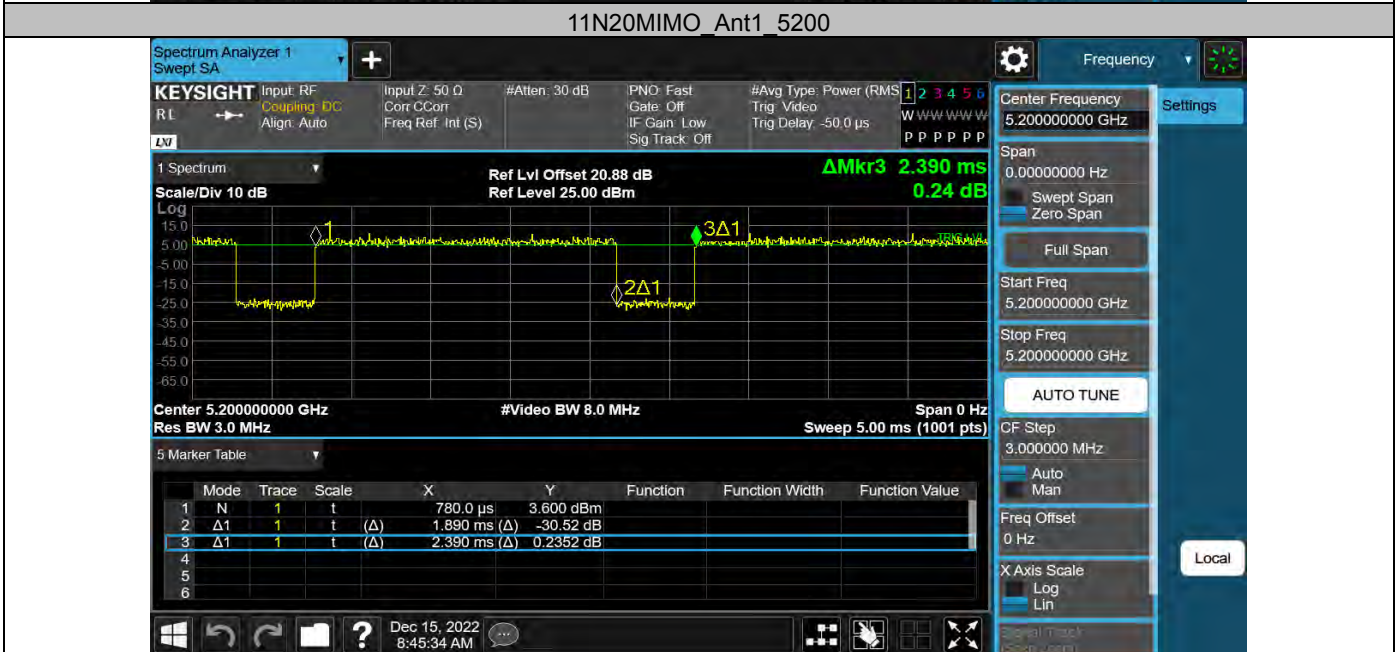 11N20MIMO_Ant1_5200
Spectrum Analyzer 1
Swept SA
+
Frequency
KEYSIGHT
RL
LXI
Input: RF
Coupling: DC
Align: Auto
Input Z: 50 Ω
Corr CCorr
Freq Ref: Int (S)
#Atten: 30 dB
PNO: Fast
Gate: Off
IF Gain: Low
Sig Track: Off
#Avg Type: Power (RMS
Trig: Video
Trig Delay: -50.0 µs
1 2 3 4 5 6
W W W W W W
P P P P P P
Center Frequency
5.200000000 GHz
Settings
1 Spectrum
Scale/Div 10 dB
Ref Lvl Offset 20.88 dB
Ref Level 25.00 dBm
ΔMkr3 2.390 ms
0.24 dB
Span
0.00000000 Hz
Swept Span
Zero Span
Full Span
Log
15.0
5.00
-5.00
-15.0
-25.0
-35.0
-45.0
-55.0
-65.0
1
2Δ1
3Δ1
TRIG LVL
Start Freq
5.200000000 GHz
Stop Freq
5.200000000 GHz
AUTO TUNE
Center 5.200000000 GHz
Res BW 3.0 MHz
#Video BW 8.0 MHz
Span 0 Hz
Sweep 5.00 ms (1001 pts)
CF Step
3.000000 MHz
Auto
Man
5 Marker Table
Mode Trace Scale X Y Function Function Width Function Value
1 N 1 t 780.0 µs 3.600 dBm
2 Δ1 1 t (Δ) 1.890 ms (Δ) -30.52 dB
3 Δ1 1 t (Δ) 2.390 ms (Δ) 0.2352 dB
4
5
6
Freq Offset
0 Hz
X Axis Scale
Log
Lin
Local
Signal Track
?
Dec 15, 2022
8:45:34 AM